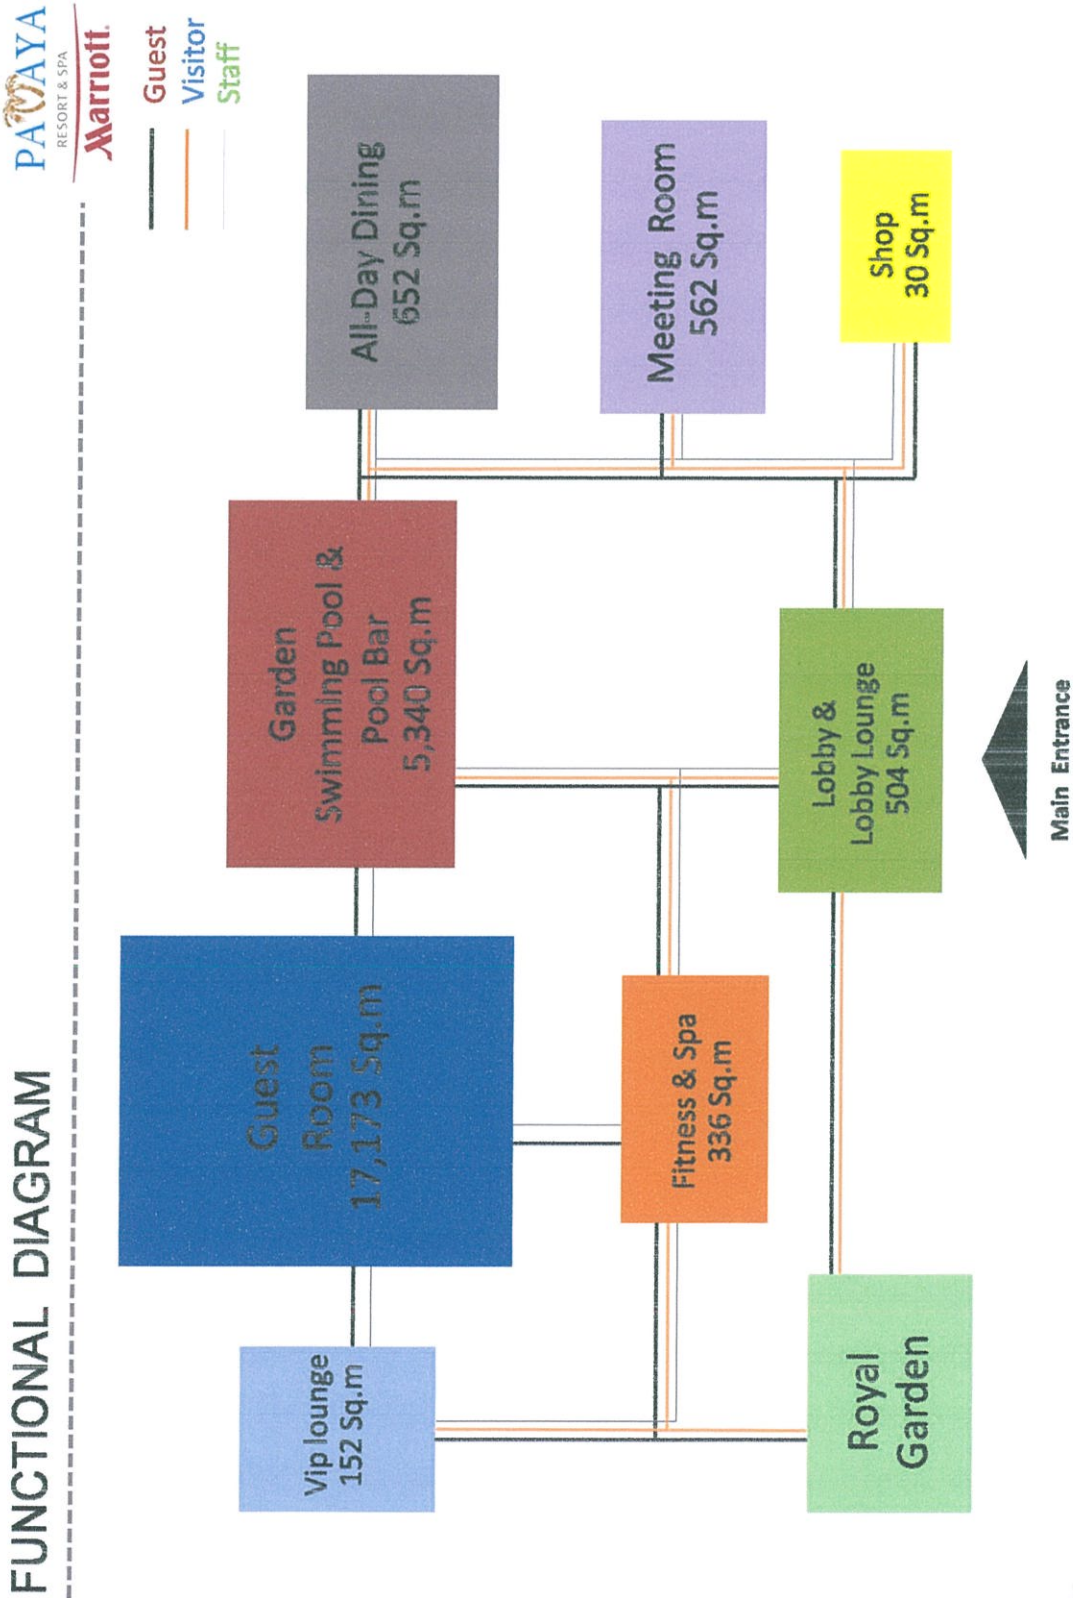 FUNCTIONAL DIAGRAM
RESORT & SPA
Marriott
Guest
Visitor
Staff
Vip lounge
152 Sq.m
Guest
Room
17,173 Sq.m
Garden
Swimming Pool &
Pool Bar
5,340 Sq.m
All-Day Dining
652 Sq.m
Fitness & Spa
336 Sq.m
Meeting Room
562 Sq.m
Royal
Garden
Lobby &
Lobby Lounge
504 Sq.m
Shop
30 Sq.m
Main Entrance